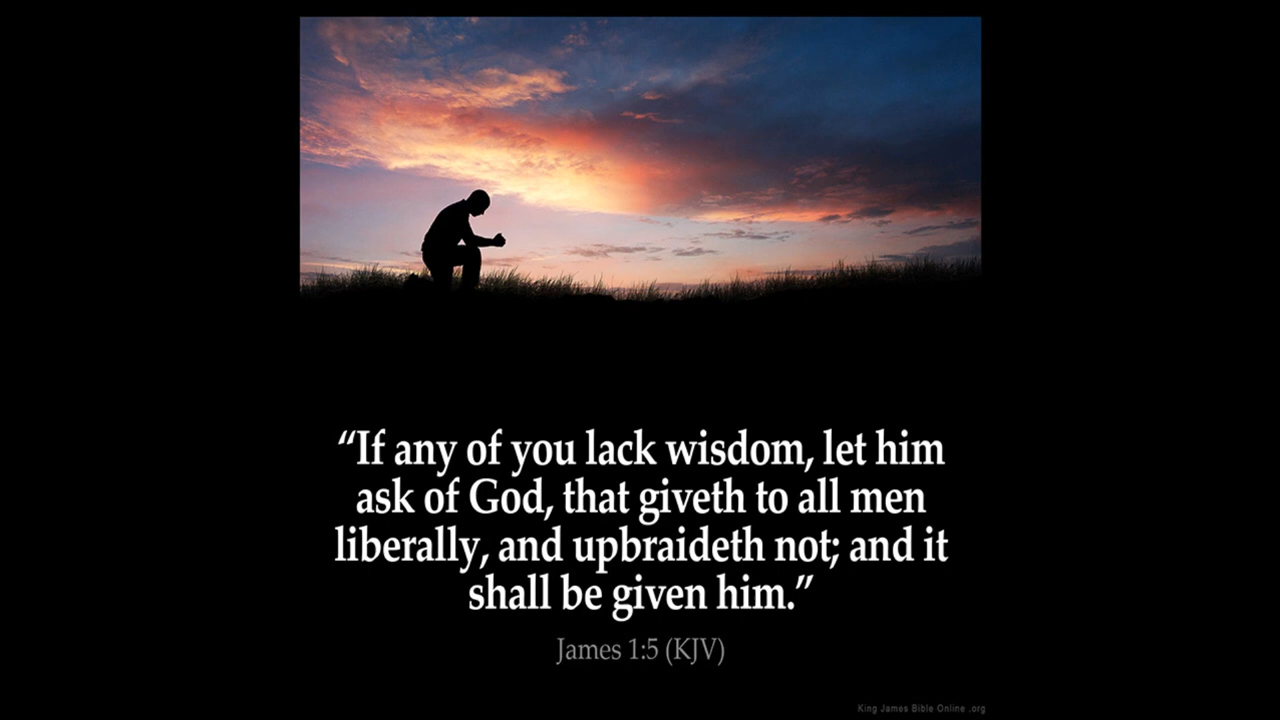 “If any of you lack wisdom, let him
ask of God, that giveth to all men
liberally, and upbraideth not; and it
shall be given him.”
James 1:5 (KJV)
King James Bible Online .org